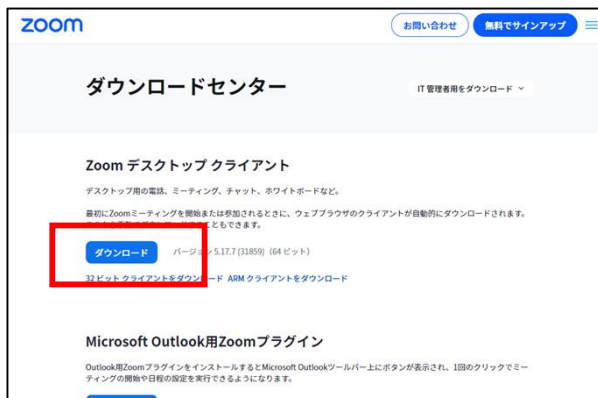 zoom
お問い合わせ
無料でサインアップ
ダウンロードセンター
IT 管理者用をダウンロード
Zoom デスクトップ クライアント
デスクトップ用の電話、ミーティング、チャット、ホワイトボードなど。
最初にZoomミーティングを開始または参加されるときに、ウェブブラウザのクライアントが自動的にダウンロードされます。
こともできます。
ダウンロード
バージョン 5.17.7 (31859) (64 ビット)
32 ビット クライアントをダウンロード ARM クライアントをダウンロード
Microsoft Outlook用Zoomプラグイン
Outlook用ZoomプラグインをインストールするとMicrosoft Outlookツールバー上にボタンが表示され、1回のクリックでミー
ティングの開始や日程の設定を実行できるようになります。